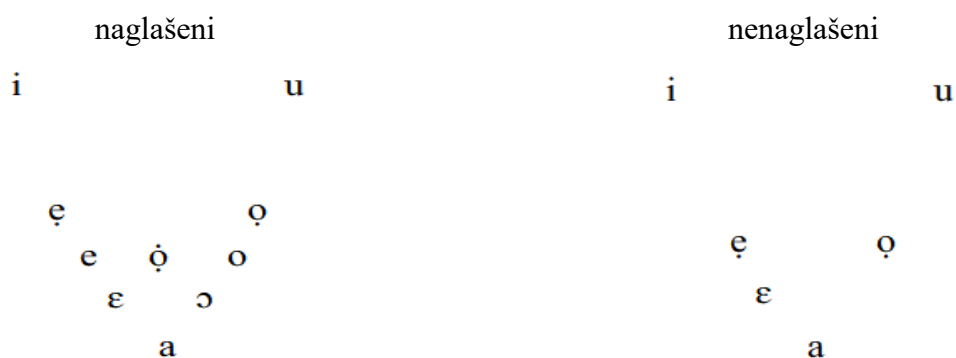 naglašeni nenaglašeni
i u i u
ẹ ọ ẹ ọ
e ọ̇ o ε
ε ɔ
a a